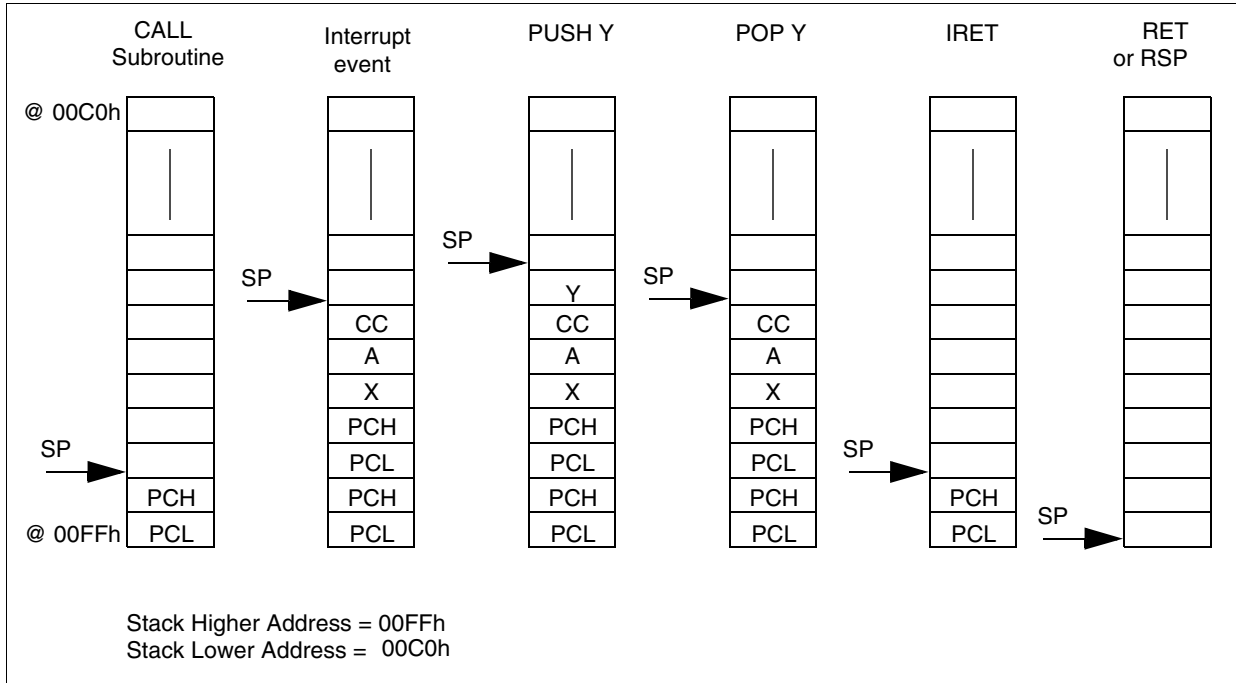 CALL
Subroutine
Interrupt
event
PUSH Y
POP Y
IRET
RET
or RSP
@ 00C0h
SP
SP
SP
Y
CC
CC
CC
A
A
A
X
X
X
PCH
PCH
PCH
SP
PCL
PCL
PCL
SP
PCH
PCH
PCH
PCH
PCH
@ 00FFh
PCL
PCL
PCL
PCL
PCL
SP
Stack Higher Address = 00FFh
Stack Lower Address = 00C0h